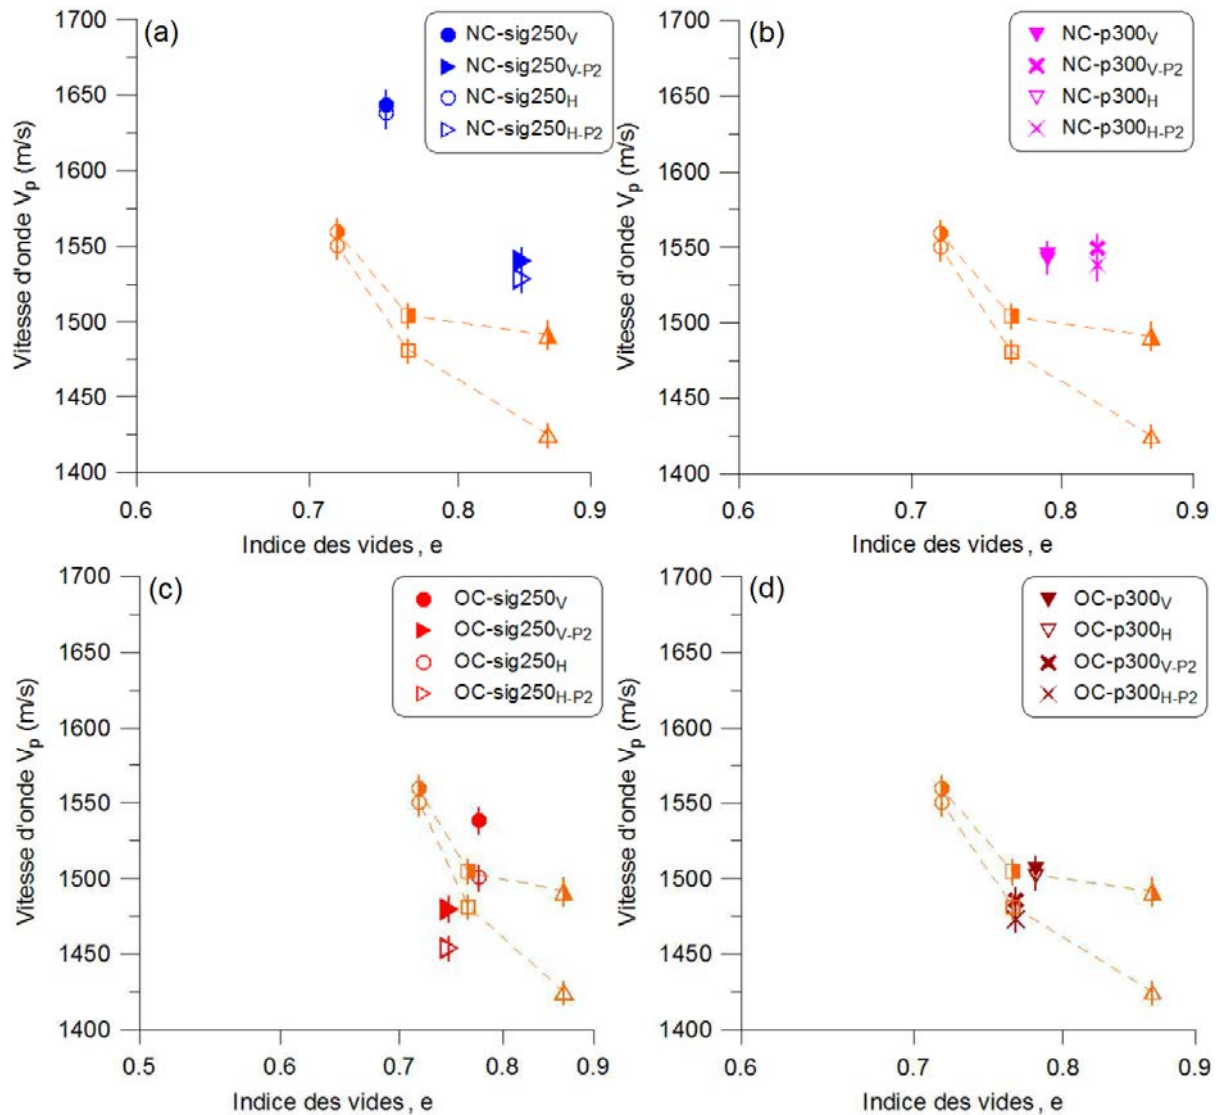 (a)
NC-sig250V
NC-sig250V-P2
NC-sig250H
NC-sig250H-P2
1700
1650
1600
1550
1500
1450
1400
Vitesse d'onde Vp (m/s)
0.6 0.7 0.8 0.9
Indice des vides, e
(b)
NC-p300V
NC-p300V-P2
NC-p300H
NC-p300H-P2
1700
1650
1600
1550
1500
1450
1400
Vitesse d'onde Vp (m/s)
0.6 0.7 0.8 0.9
Indice des vides, e
(c)
OC-sig250V
OC-sig250V-P2
OC-sig250H
OC-sig250H-P2
1700
1650
1600
1550
1500
1450
1400
Vitesse d'onde Vp (m/s)
0.5 0.6 0.7 0.8 0.9
Indice des vides, e
(d)
OC-p300V
OC-p300H
OC-p300V-P2
OC-p300H-P2
1700
1650
1600
1550
1500
1450
1400
Vitesse d'onde Vp (m/s)
0.6 0.7 0.8 0.9
Indice des vides, e